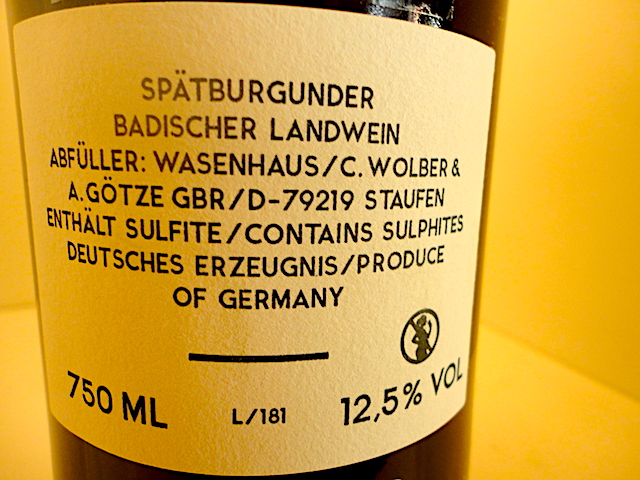 SPÄTBURGUNDER
BADISCHER LANDWEIN
ABFÜLLER: WASENHAUS/C. WOLBER &
A. GÖTZE GBR/D-79219 STAUFEN
ENTHÄLT SULFITE/CONTAINS SULPHITES
DEUTSCHES ERZEUGNIS/PRODUCE
OF GERMANY
750 ML L/181 12,5% VOL